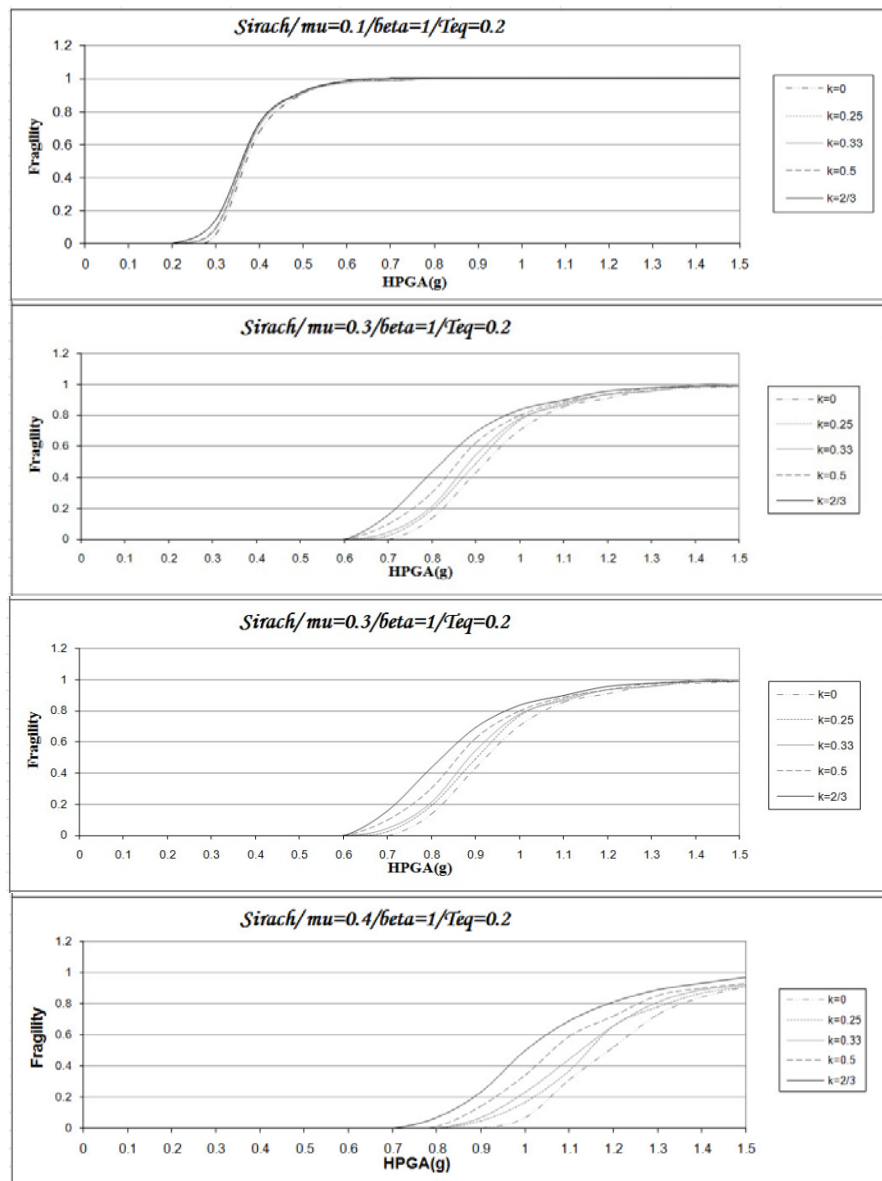 Sirach/ mu=0.1/beta=1/Teq=0.2
1.2
1
0.8
0.6
0.4
0.2
0
Fragility
0 0.1 0.2 0.3 0.4 0.5 0.6 0.7 0.8 0.9 1 1.1 1.2 1.3 1.4 1.5
HPGA(g)
k=0
k=0.25
k=0.33
k=0.5
k=2/3
Sirach/ mu=0.3/beta=1/Teq=0.2
1.2
1
0.8
0.6
0.4
0.2
0
Fragility
0 0.1 0.2 0.3 0.4 0.5 0.6 0.7 0.8 0.9 1 1.1 1.2 1.3 1.4 1.5
HPGA(g)
k=0
k=0.25
k=0.33
k=0.5
k=2/3
Sirach/ mu=0.3/beta=1/Teq=0.2
1.2
1
0.8
0.6
0.4
0.2
0
Fragility
0 0.1 0.2 0.3 0.4 0.5 0.6 0.7 0.8 0.9 1 1.1 1.2 1.3 1.4 1.5
HPGA(g)
k=0
k=0.25
k=0.33
k=0.5
k=2/3
Sirach/ mu=0.4/beta=1/Teq=0.2
1.2
1
0.8
0.6
0.4
0.2
0
Fragility
0 0.1 0.2 0.3 0.4 0.5 0.6 0.7 0.8 0.9 1 1.1 1.2 1.3 1.4 1.5
HPGA(g)
k=0
k=0.25
k=0.33
k=0.5
k=2/3